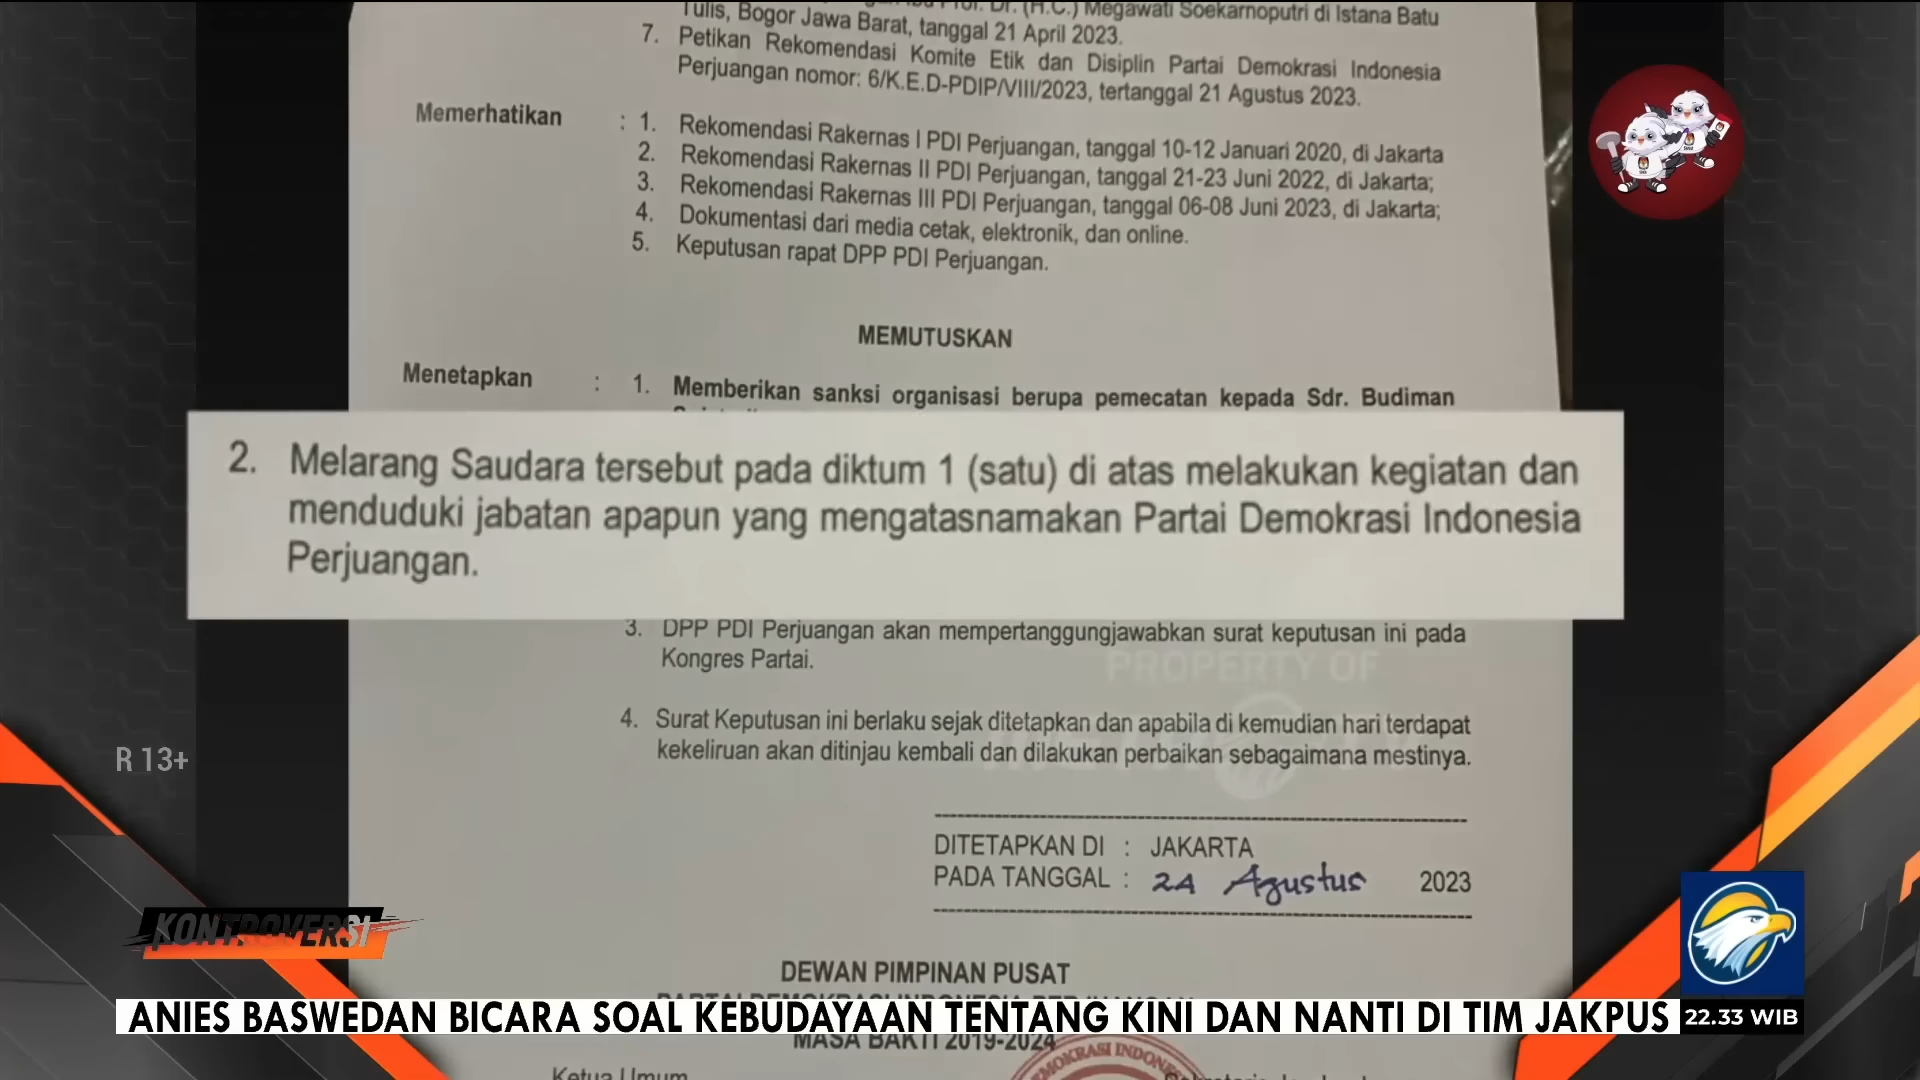 Tulis, Bogor Jawa Barat, tanggal 21 April 2023.
(H.C.) Megawati Soekarnoputri di Istana Batu
7. Petikan Rekomendasi Komite Etik dan Disiplin Partai Demokrasi Indonesia
Perjuangan nomor: 6/K.E.D-PDIP/VIII/2023, tertanggal 21 Agustus 2023.
Memerhatikan : 1. Rekomendasi Rakernas I PDI Perjuangan, tanggal 10-12 Januari 2020, di Jakarta
2. Rekomendasi Rakernas II PDI Perjuangan, tanggal 21-23 Juni 2022, di Jakarta;
3. Rekomendasi Rakernas III PDI Perjuangan, tanggal 06-08 Juni 2023, di Jakarta;
4. Dokumentasi dari media cetak, elektronik, dan online.
5. Keputusan rapat DPP PDI Perjuangan.
MEMUTUSKAN
Menetapkan : 1. Memberikan sanksi organisasi berupa pemecatan kepada Sdr. Budiman
2. Melarang Saudara tersebut pada diktum 1 (satu) di atas melakukan kegiatan dan
menduduki jabatan apapun yang mengatasnamakan Partai Demokrasi Indonesia
Perjuangan.
3. DPP PDI Perjuangan akan mempertanggungjawabkan surat keputusan ini pada
Kongres Partai.
PROPERTY OF
4. Surat Keputusan ini berlaku sejak ditetapkan dan apabila di kemudian hari terdapat
kekeliruan akan ditinjau kembali dan dilakukan perbaikan sebagaimana mestinya.
R 13+
DITETAPKAN DI : JAKARTA
PADA TANGGAL : 24 Agustus 2023
KONTROVERSI
DEWAN PIMPINAN PUSAT
ANIES BASWEDAN BICARA SOAL KEBUDAYAAN TENTANG KINI DAN NANTI DI TIM JAKPUS
22.33 WIB
MASA BAKTI 2019-2024
Ketua Umum